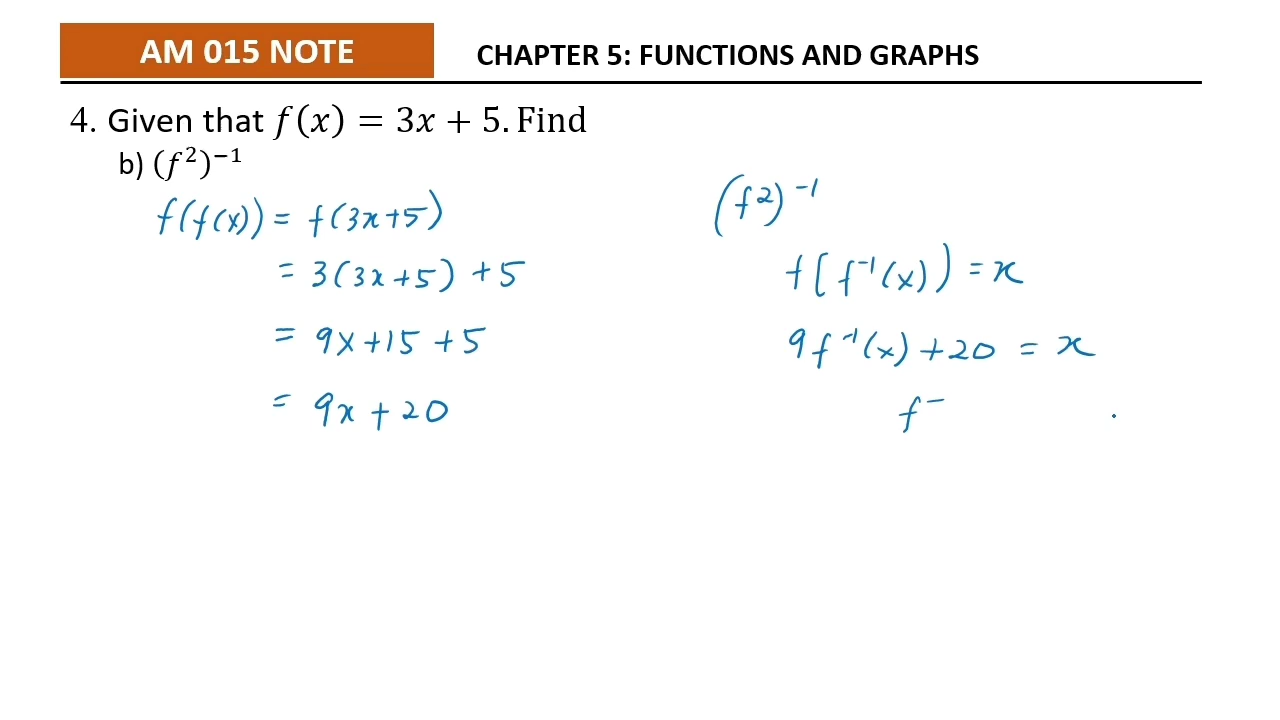 AM 015 NOTE
CHAPTER 5: FUNCTIONS AND GRAPHS
4. Given that f(x) = 3x + 5. Find
b) (f²)⁻¹
f(f(x)) = f(3x+5)
= 3(3x+5) + 5
= 9x+15 + 5
= 9x + 20
(f²)⁻¹
f[f⁻¹(x)) = x
9f⁻¹(x) + 20 = x
f⁻